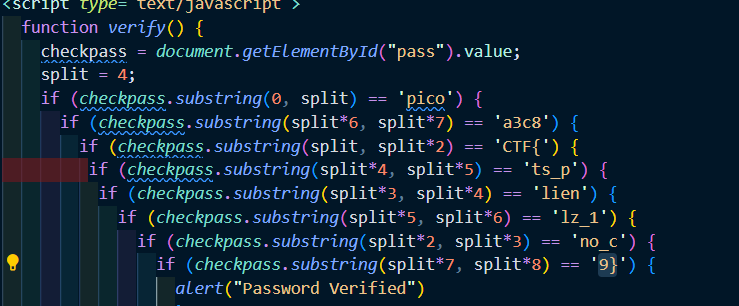 <script type="text/javascript">
function verify() {
checkpass = document.getElementById("pass").value;
split = 4;
if (checkpass.substring(0, split) == 'pico') {
if (checkpass.substring(split*6, split*7) == 'a3c8') {
if (checkpass.substring(split, split*2) == 'CTF{') {
if (checkpass.substring(split*4, split*5) == 'ts_p') {
if (checkpass.substring(split*3, split*4) == 'lien') {
if (checkpass.substring(split*5, split*6) == 'lz_1') {
if (checkpass.substring(split*2, split*3) == 'no_c') {
if (checkpass.substring(split*7, split*8) == '9}') {
alert("Password Verified")